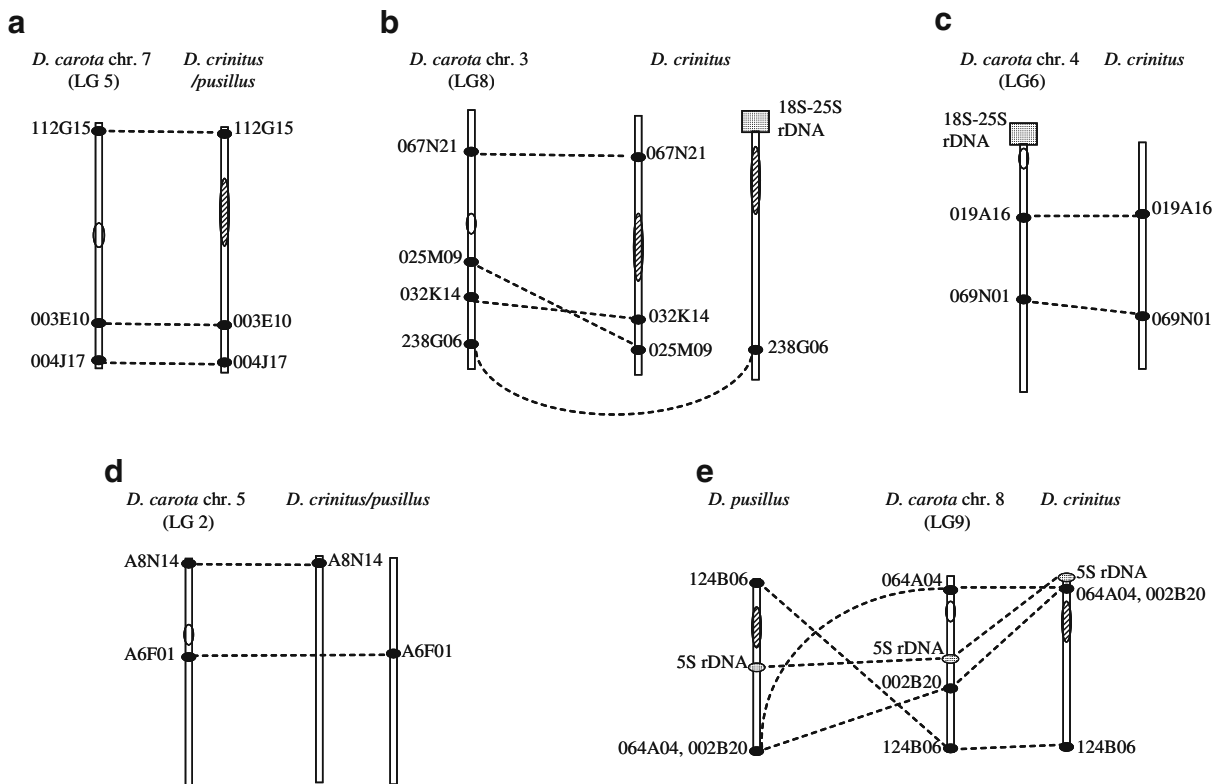 a
D. carota chr. 7
(LG 5)
D. crinitus
/pusillus
112G15
112G15
003E10
003E10
004J17
004J17
b
D. carota chr. 3
(LG8)
D. crinitus
18S-25S
rDNA
067N21
067N21
025M09
032K14
032K14
238G06
025M09
238G06
c
D. carota chr. 4
(LG6)
D. crinitus
18S-25S
rDNA
019A16
019A16
069N01
069N01
d
D. carota chr. 5
(LG 2)
D. crinitus/pusillus
A8N14
A8N14
A6F01
A6F01
e
D. pusillus
D. carota chr. 8
(LG9)
D. crinitus
124B06
064A04
5S rDNA
064A04, 002B20
5S rDNA
5S rDNA
002B20
064A04, 002B20
124B06
124B06